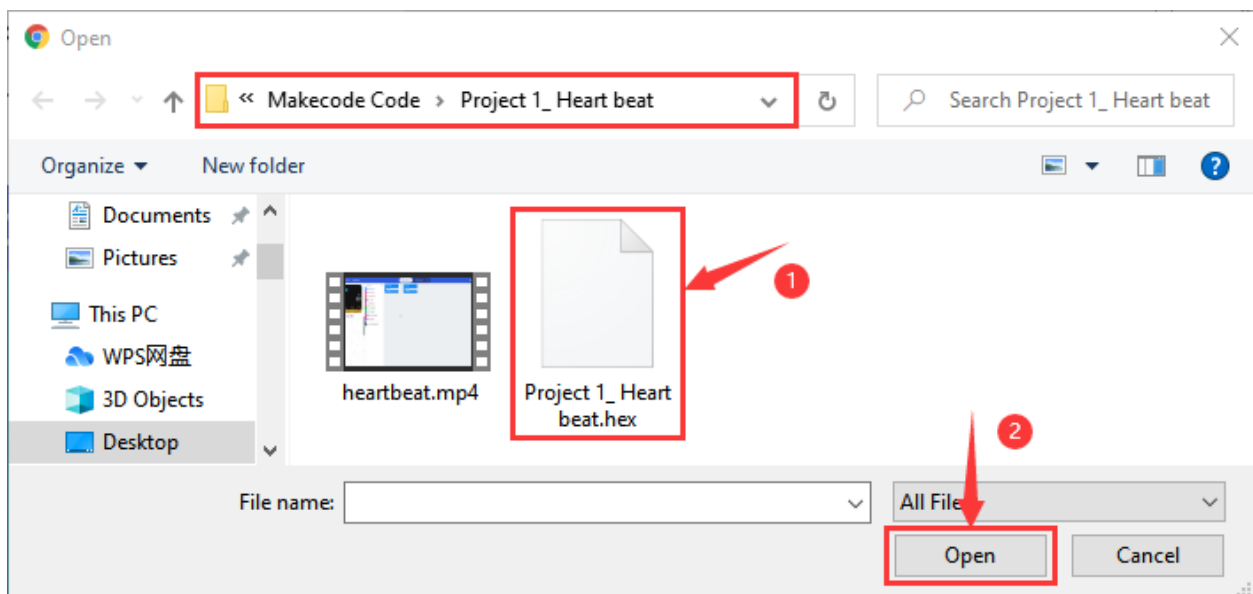 Open
« Makecode Code > Project 1_ Heart beat
Search Project 1_ Heart beat
Organize
New folder
Documents
Pictures
This PC
WPS网盘
3D Objects
Desktop
heartbeat.mp4
Project 1_ Heart
beat.hex
1
2
File name:
All File
Open
Cancel